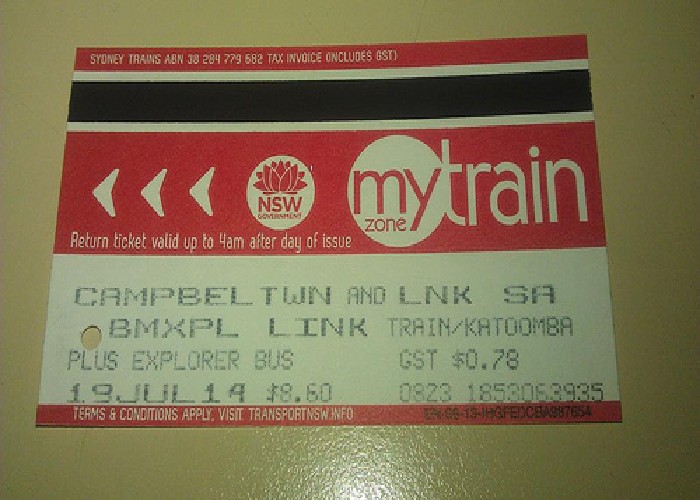 SYDNEY TRAINS ABN 38 284 779 682 TAX INVOICE (INCLUDES GST)
NSW
GOVERNMENT
mytrain
zone
Return ticket valid up to 4am after day of issue
CAMPBELTWN AND LNK SA
BMXPL LINK TRAIN/KATOOMBA
PLUS EXPLORER BUS GST $0.78
19JUL14 $8.60 0823 1853063935
TERMS & CONDITIONS APPLY, VISIT TRANSPORTNSW.INFO